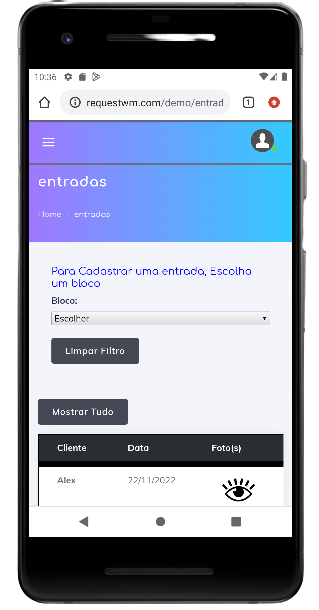 10:36
requestwm.com/demo/entrad
1
entradas
Home - entradas
Para Cadastrar uma entrada, Escolha
um bloco
Bloco:
Escolher
Limpar Filtro
Mostrar Tudo
Cliente Data Foto(s)
Alex 22/11/2022